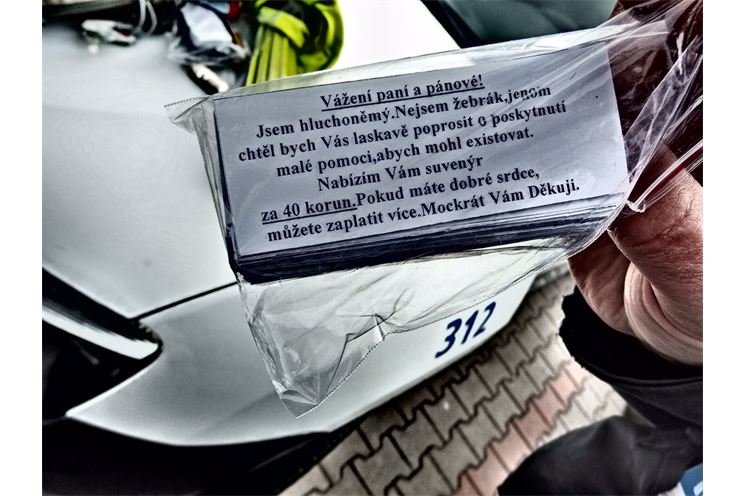 Vážení paní a pánové!
Jsem hluchoněmý.Nejsem žebrák,jenom
chtěl bych Vás laskavě poprosit o poskytnutí
malé pomoci,abych mohl existovat.
Nabízím Vám suvenýr
za 40 korun.Pokud máte dobré srdce,
můžete zaplatit více.Mockrát Vám Děkuji.
312